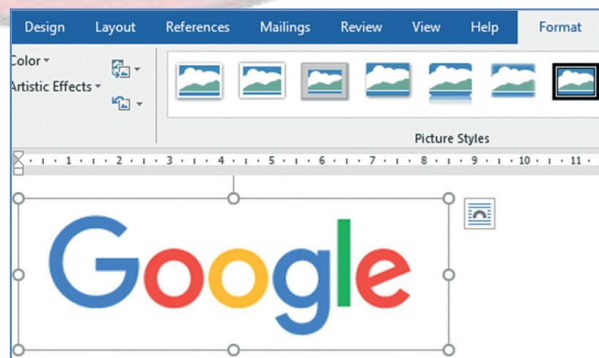 Design Layout References Mailings Review View Help Format
Color
Artistic Effects
Picture Styles
1 2 3 4 5 6 7 8 9 10 11
Google